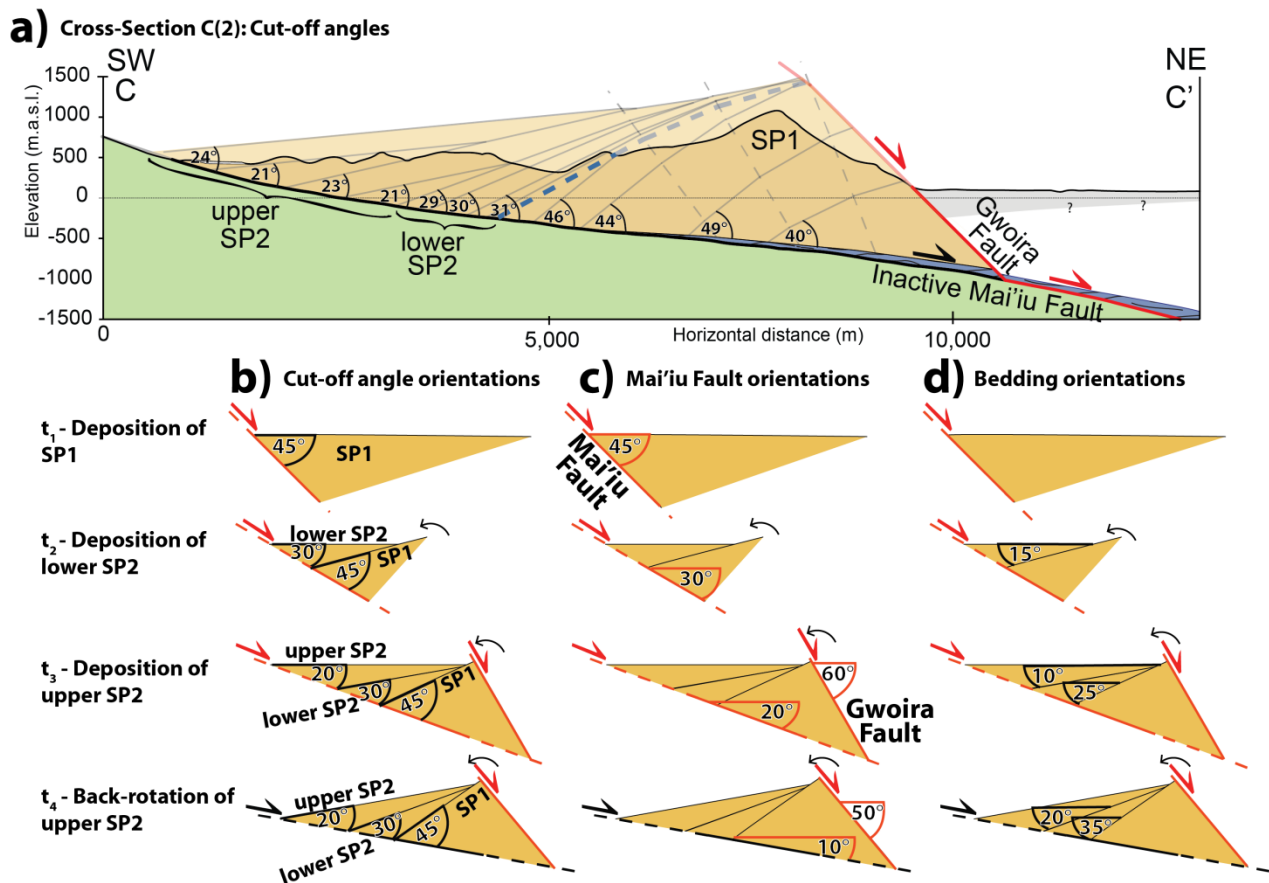 a) Cross-Section C(2): Cut-off angles
SW NE
C C'
Elevation (m.a.s.l.)
1500
1000
500
0
-500
-1000
-1500
SP1
24°
21°
23°
21°
29°
30°
31°
46°
44°
49°
40°
upper
SP2
lower
SP2
? ?
Gwoira
Fault
Inactive Mai'iu Fault
0 5,000 10,000
Horizontal distance (m)
b) Cut-off angle orientations
c) Mai'iu Fault orientations
d) Bedding orientations
t1 - Deposition of
SP1
45° SP1
45°
Mai'iu
Fault
t2 - Deposition of
lower SP2
lower SP2
30° SP1
45°
30°
15°
t3 - Deposition of
upper SP2
upper SP2
20° 30° 45° SP1
lower SP2
60°
20°
Gwoira
Fault
10°
25°
t4 - Back-rotation of
upper SP2
upper SP2
20° 30° 45° SP1
lower SP2
50°
10°
20°
35°